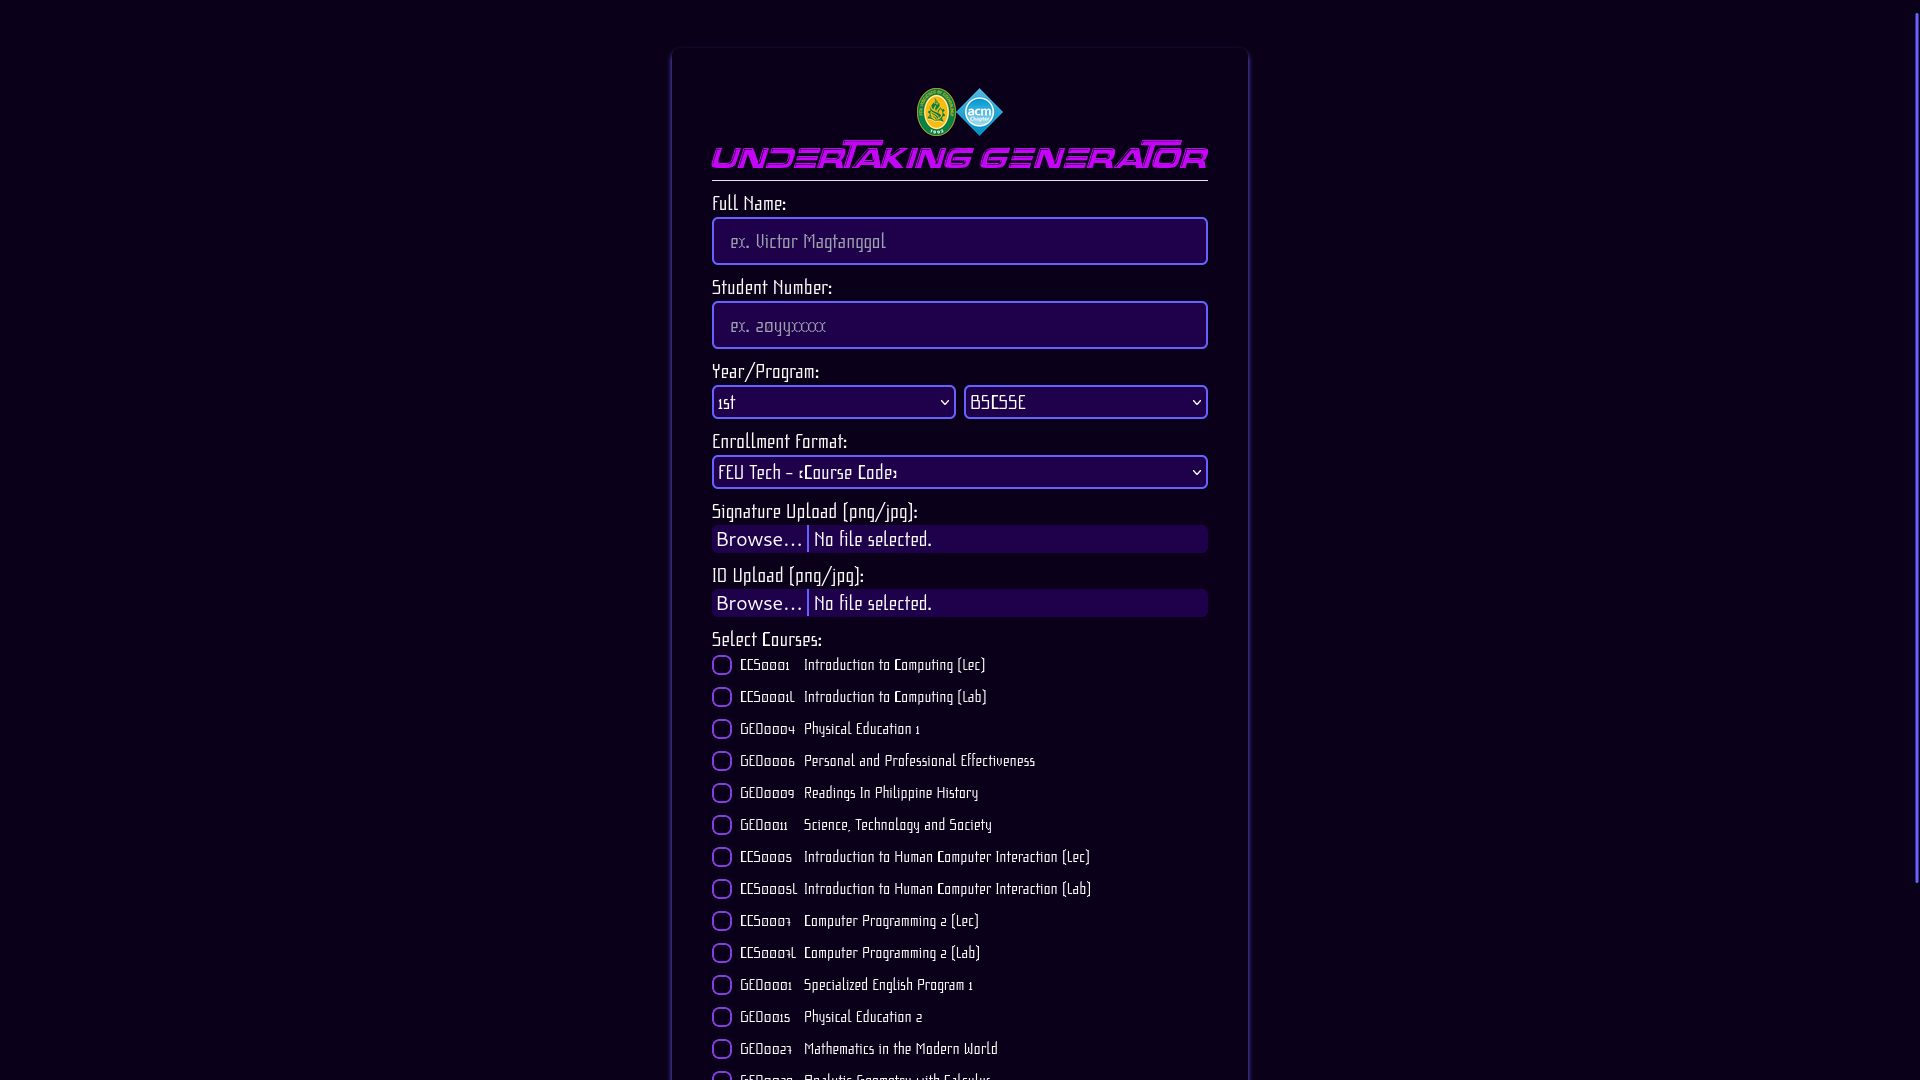 acm
Chapter
1992
UNDERTAKING GENERATOR
Full Name:
ex. Victor Magtanggol
Student Number:
ex. 20yyxxxxx
Year/Program:
1st
BSCSSE
Enrollment Format:
FEU Tech - <Course Code>
Signature Upload (png/jpg):
Browse... No file selected.
ID Upload (png/jpg):
Browse... No file selected.
Select Courses:
CCS0001 Introduction to Computing (Lec)
CCS0001L Introduction to Computing (Lab)
GED0004 Physical Education 1
GED0006 Personal and Professional Effectiveness
GED0009 Readings In Philippine History
GED0011 Science, Technology and Society
CCS0005 Introduction to Human Computer Interaction (Lec)
CCS0005L Introduction to Human Computer Interaction (Lab)
CCS0007 Computer Programming 2 (Lec)
CCS0007L Computer Programming 2 (Lab)
GED0001 Specialized English Program 1
GED0015 Physical Education 2
GED0027 Mathematics in the Modern World
Analytic Geometry with Calculus